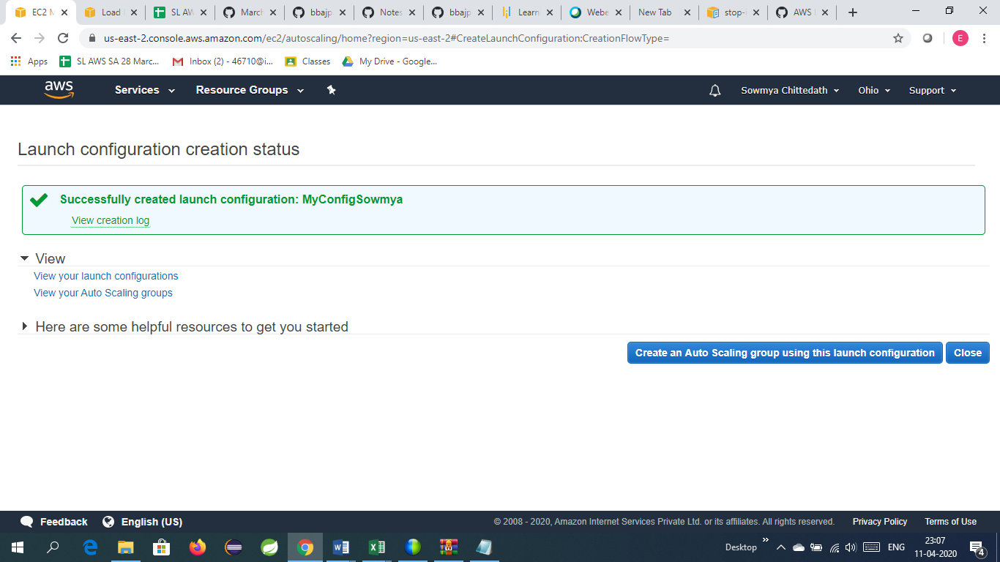 EC2 M
Load
SL AW
March
bbajp
Notes
bbajp
Learn
Webe
New Tab
stop-
AWS
us-east-2.console.aws.amazon.com/ec2/autoscaling/home?region=us-east-2#CreateLaunchConfiguration:CreationFlowType=
E
Apps
SL AWS SA 28 Marc...
Inbox (2) - 46710@i...
Classes
My Drive - Google...
aws
Services
Resource Groups
Sowmya Chittedath
Ohio
Support
Launch configuration creation status
Successfully created launch configuration: MyConfigSowmya
View creation log
View
View your launch configurations
View your Auto Scaling groups
Here are some helpful resources to get you started
Create an Auto Scaling group using this launch configuration
Close
Feedback
English (US)
© 2008 - 2020, Amazon Internet Services Private Ltd. or its affiliates. All rights reserved.
Privacy Policy
Terms of Use
Desktop
ENG
23:07
11-04-2020
4